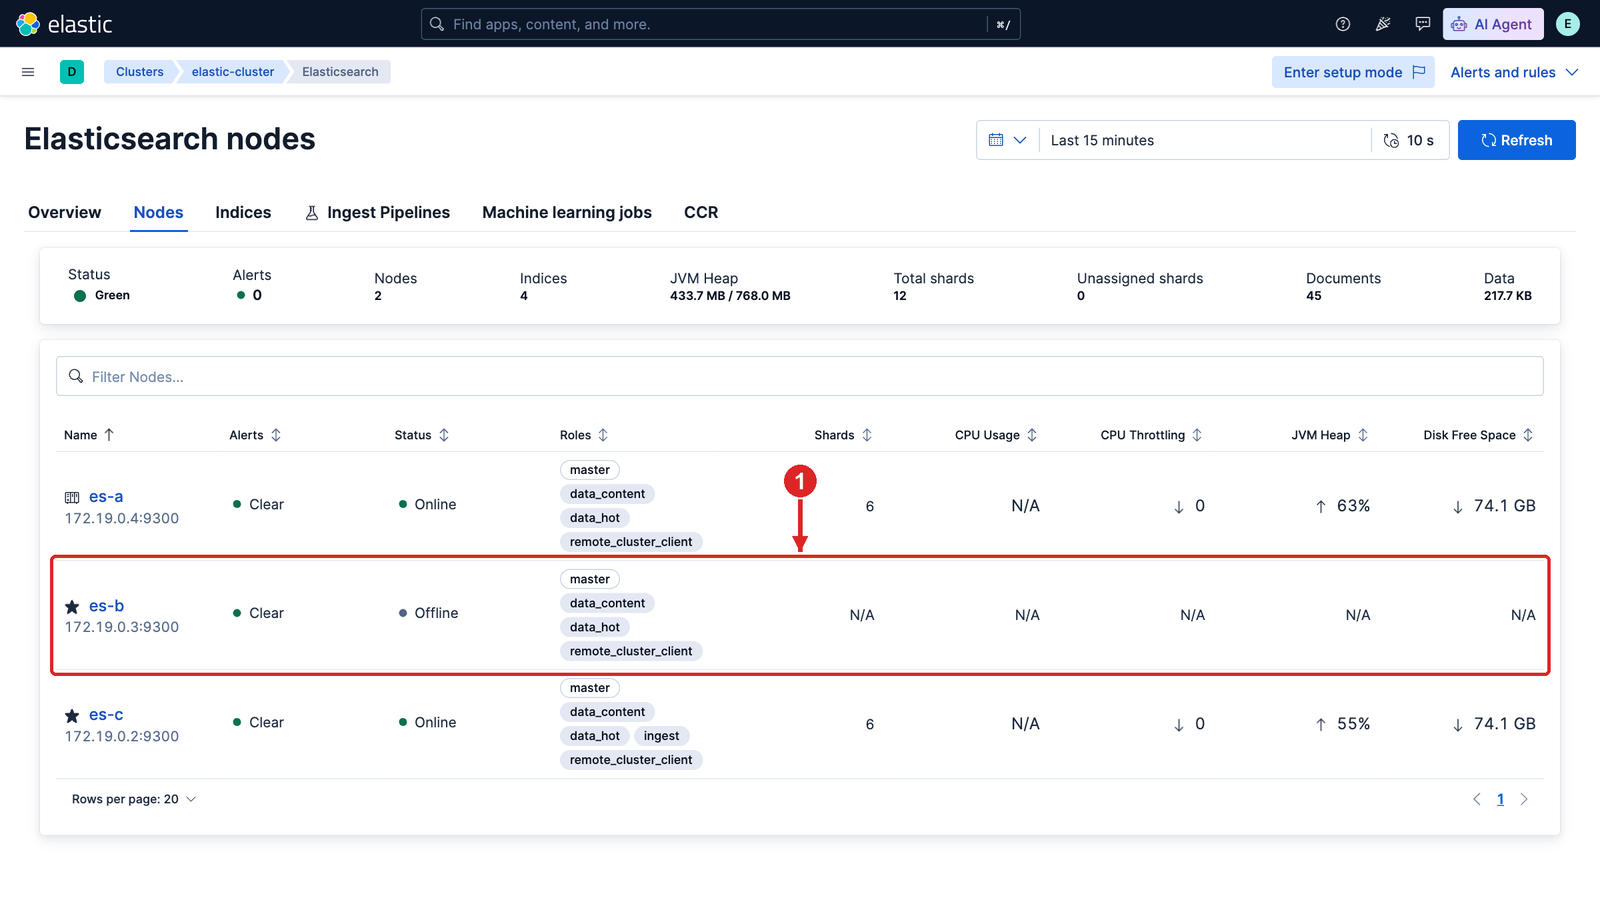 elastic
Find apps, content, and more.
⌘/
AI Agent
E
D
Clusters
elastic-cluster
Elasticsearch
Enter setup mode
Alerts and rules
Elasticsearch nodes
Last 15 minutes
10 s
Refresh
Overview
Nodes
Indices
Ingest Pipelines
Machine learning jobs
CCR
Status
Green
Alerts
0
Nodes
2
Indices
4
JVM Heap
433.7 MB / 768.0 MB
Total shards
12
Unassigned shards
0
Documents
45
Data
217.7 KB
Filter Nodes...
Name
Alerts
Status
Roles
Shards
CPU Usage
CPU Throttling
JVM Heap
Disk Free Space
1
es-a
172.19.0.4:9300
Clear
Online
master
data_content
data_hot
remote_cluster_client
6
N/A
0
63%
74.1 GB
es-b
172.19.0.3:9300
Clear
Offline
master
data_content
data_hot
remote_cluster_client
N/A
N/A
N/A
N/A
N/A
es-c
172.19.0.2:9300
Clear
Online
master
data_content
data_hot
ingest
remote_cluster_client
6
N/A
0
55%
74.1 GB
Rows per page: 20
1